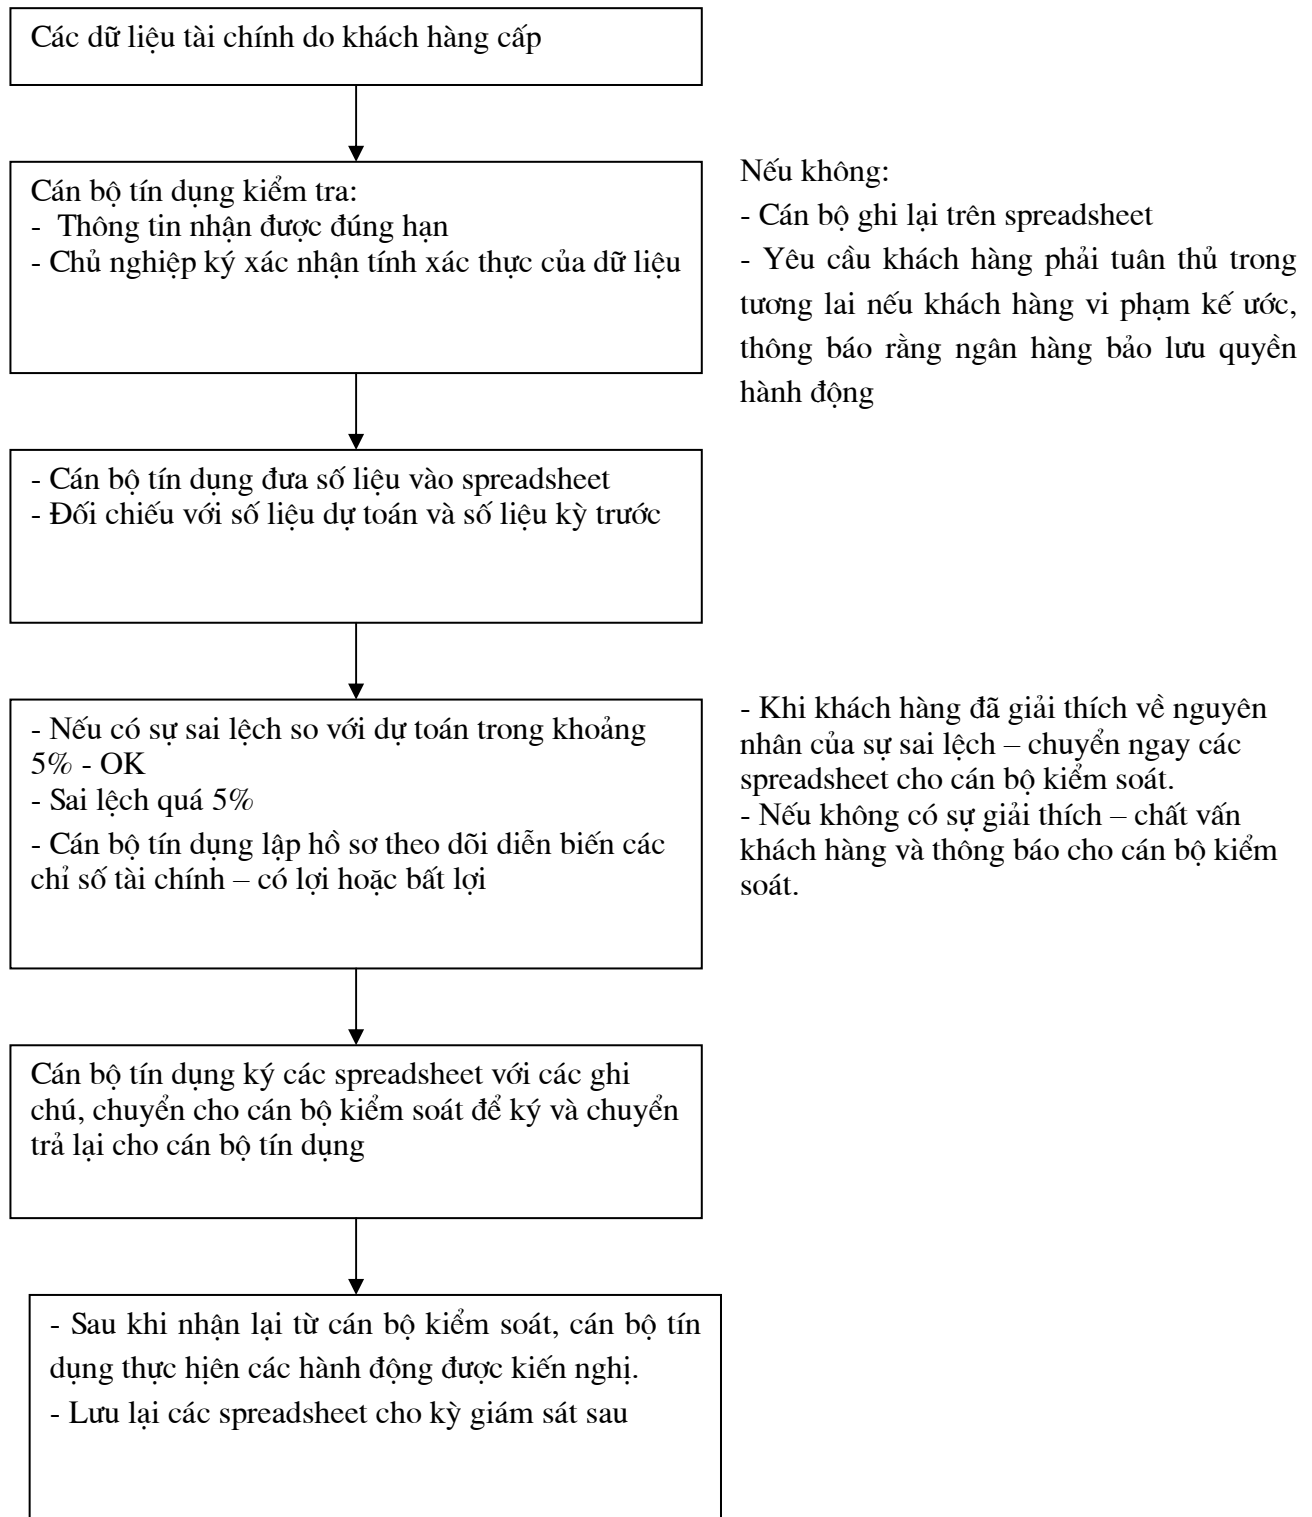 Các dữ liệu tài chính do khách hàng cấp
Cán bộ tín dụng kiểm tra:
- Thông tin nhận được đúng hạn
- Chủ nghiệp ký xác nhận tính xác thực của dữ liệu
Nếu không:
- Cán bộ ghi lại trên spreadsheet
- Yêu cầu khách hàng phải tuân thủ trong
tương lai nếu khách hàng vi phạm kế ước,
thông báo rằng ngân hàng bảo lưu quyền
hành động
- Cán bộ tín dụng đưa số liệu vào spreadsheet
- Đối chiếu với số liệu dự toán và số liệu kỳ trước
- Nếu có sự sai lệch so với dự toán trong khoảng
5% - OK
- Sai lệch quá 5%
- Cán bộ tín dụng lập hồ sơ theo dõi diễn biến các
chỉ số tài chính – có lợi hoặc bất lợi
- Khi khách hàng đã giải thích về nguyên
nhân của sự sai lệch – chuyển ngay các
spreadsheet cho cán bộ kiểm soát.
- Nếu không có sự giải thích – chất vấn
khách hàng và thông báo cho cán bộ kiểm
soát.
Cán bộ tín dụng ký các spreadsheet với các ghi
chú, chuyển cho cán bộ kiểm soát để ký và chuyển
trả lại cho cán bộ tín dụng
- Sau khi nhận lại từ cán bộ kiểm soát, cán bộ tín
dụng thực hịên các hành động được kiến nghị.
- Lưu lại các spreadsheet cho kỳ giám sát sau